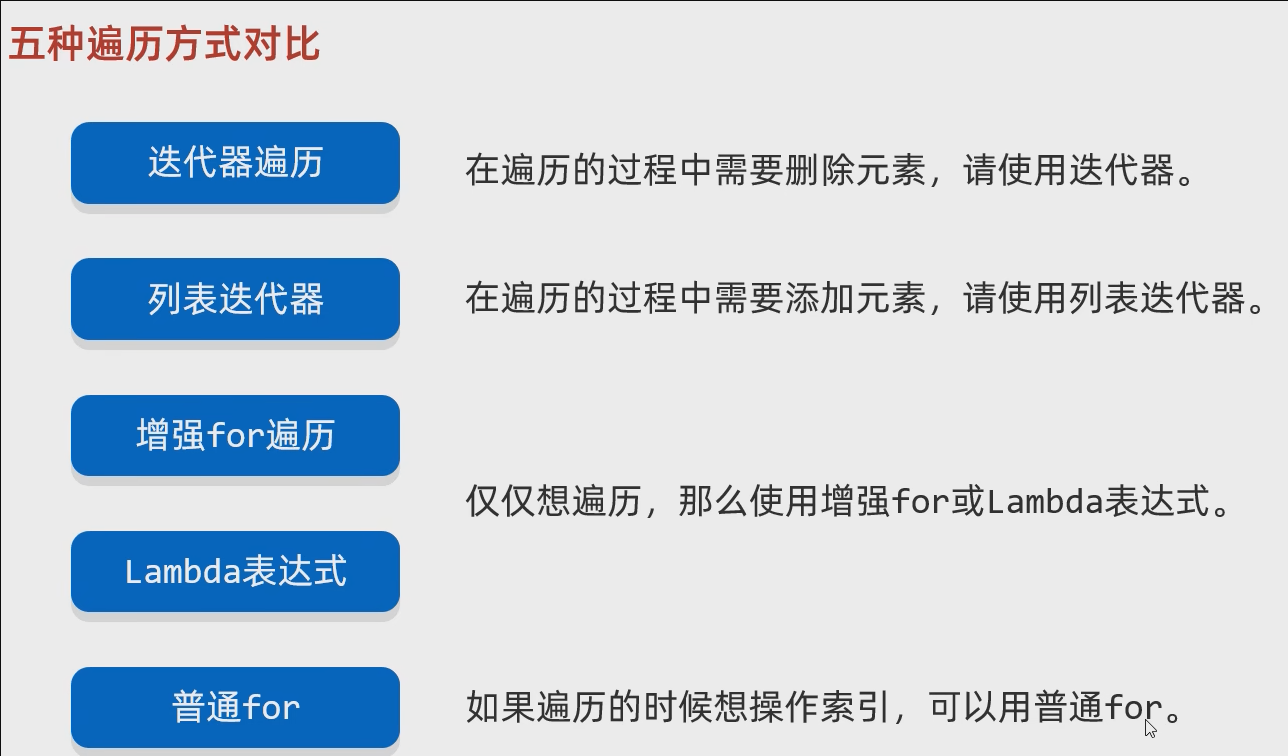 五种遍历方式对比
迭代器遍历
在遍历的过程中需要删除元素，请使用迭代器。
列表迭代器
在遍历的过程中需要添加元素，请使用列表迭代器。
增强for遍历
仅仅想遍历，那么使用增强for或Lambda表达式。
Lambda表达式
普通for
如果遍历的时候想操作索引，可以用普通for。